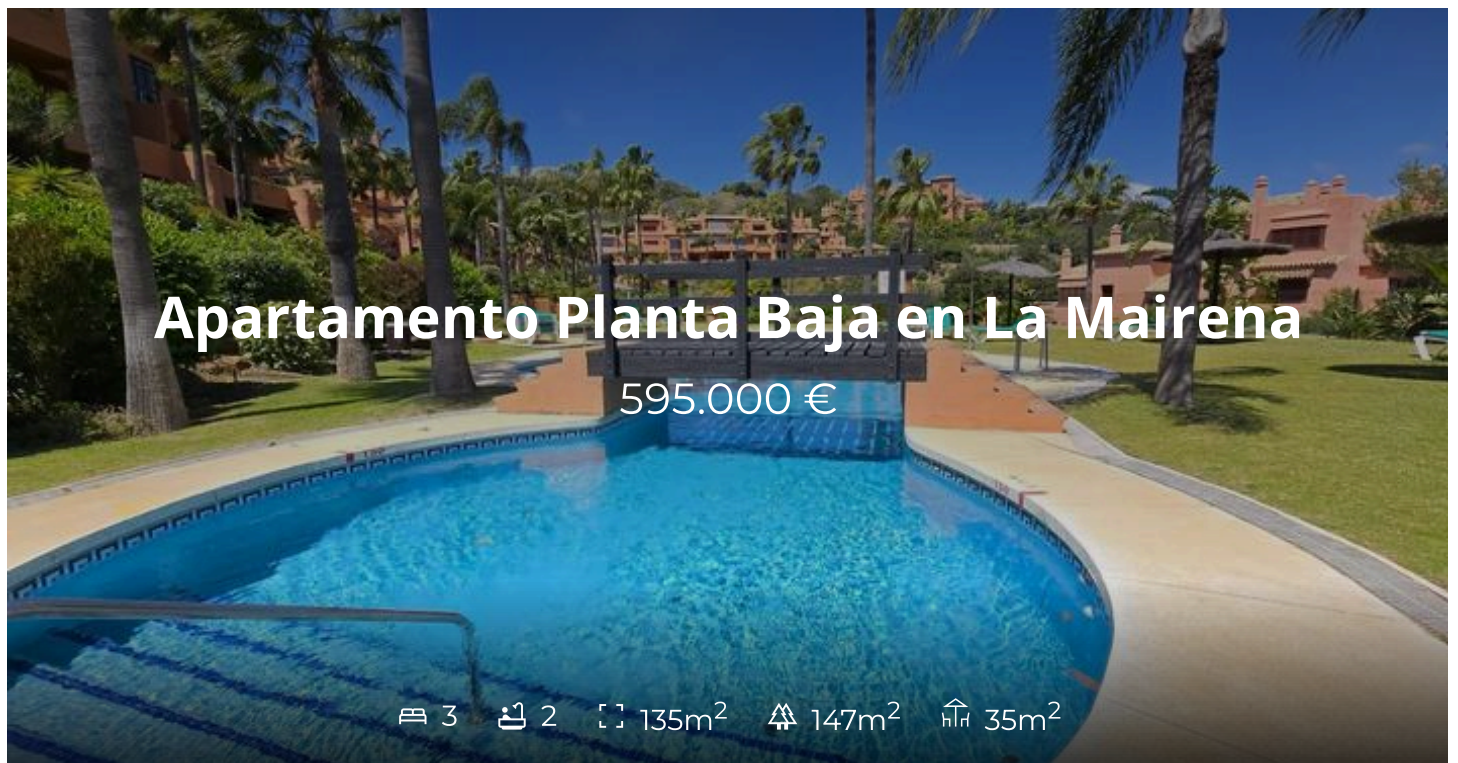 Apartamento Planta Baja en La Mairena
595.000 €
3 2 135m² 147m² 35m²